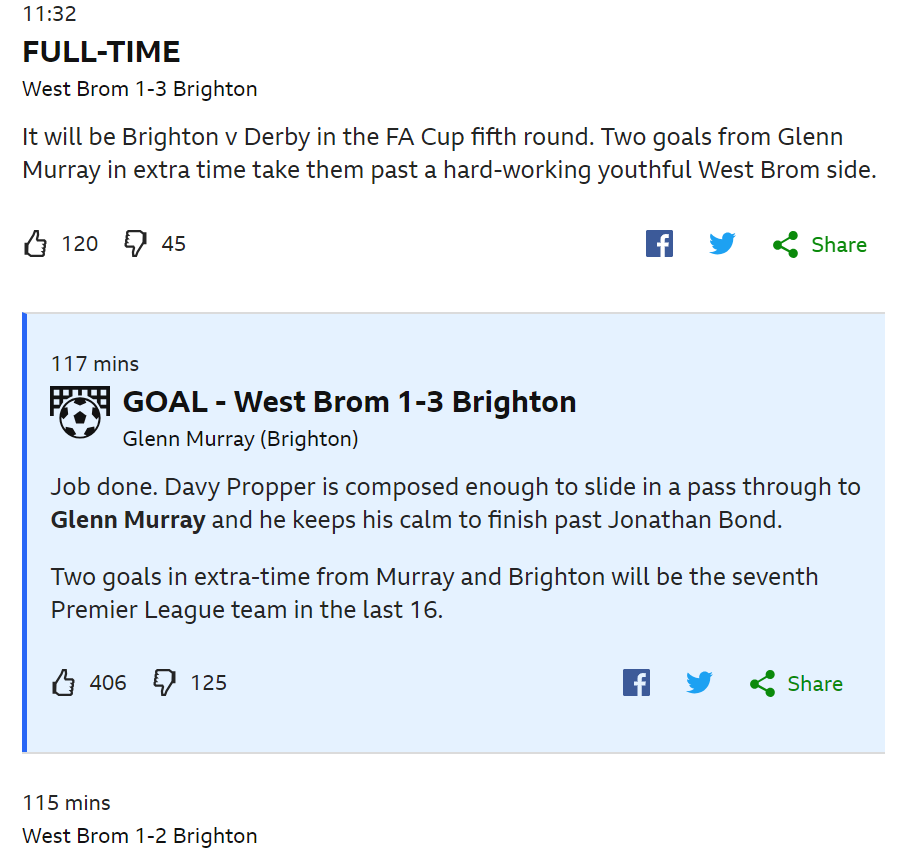 11:32
FULL-TIME
West Brom 1-3 Brighton
It will be Brighton v Derby in the FA Cup fifth round. Two goals from Glenn
Murray in extra time take them past a hard-working youthful West Brom side.
120 45 Share
117 mins
GOAL - West Brom 1-3 Brighton
Glenn Murray (Brighton)
Job done. Davy Propper is composed enough to slide in a pass through to
Glenn Murray and he keeps his calm to finish past Jonathan Bond.
Two goals in extra-time from Murray and Brighton will be the seventh
Premier League team in the last 16.
406 125 Share
115 mins
West Brom 1-2 Brighton